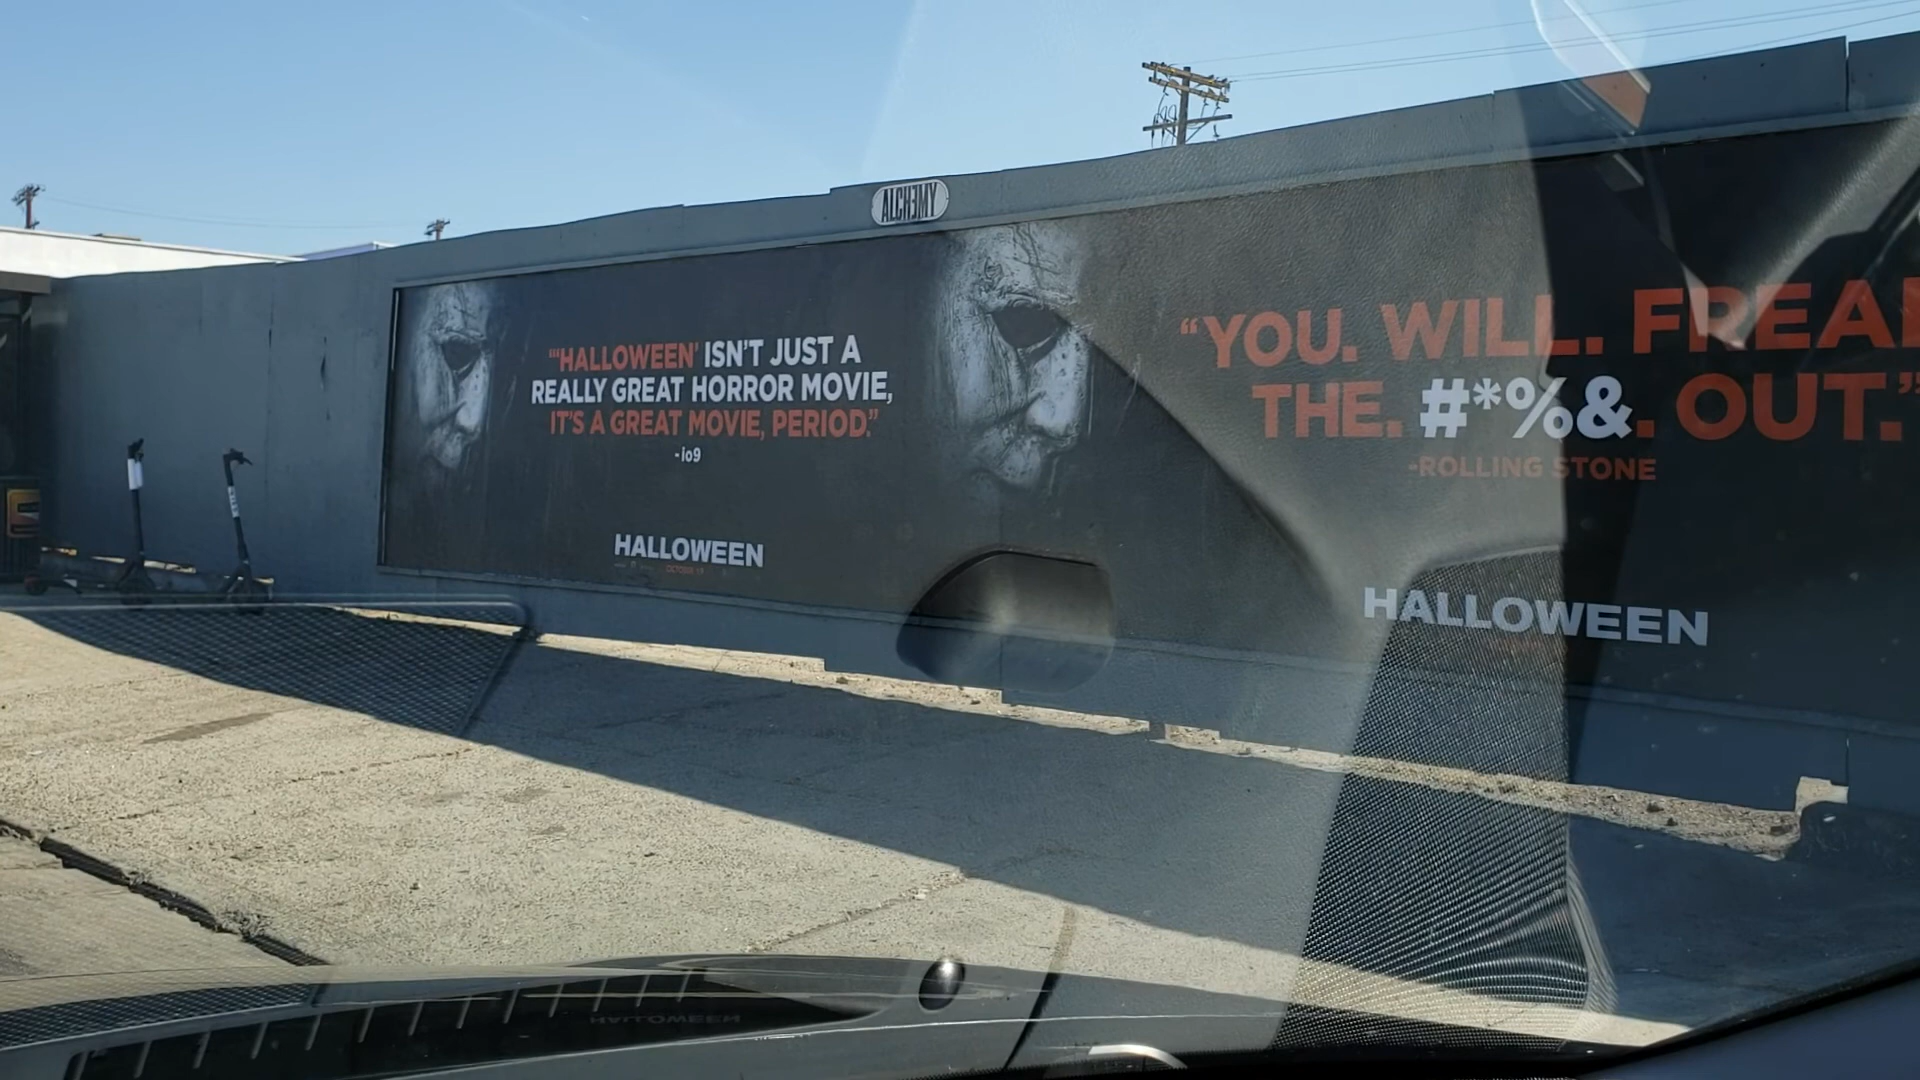 ALCHEMY
"'HALLOWEEN' ISN'T JUST A
REALLY GREAT HORROR MOVIE,
IT'S A GREAT MOVIE, PERIOD."
- io9
HALLOWEEN
"YOU. WILL. FREA
THE. #*%&. OUT."
-ROLLING STONE
HALLOWEEN